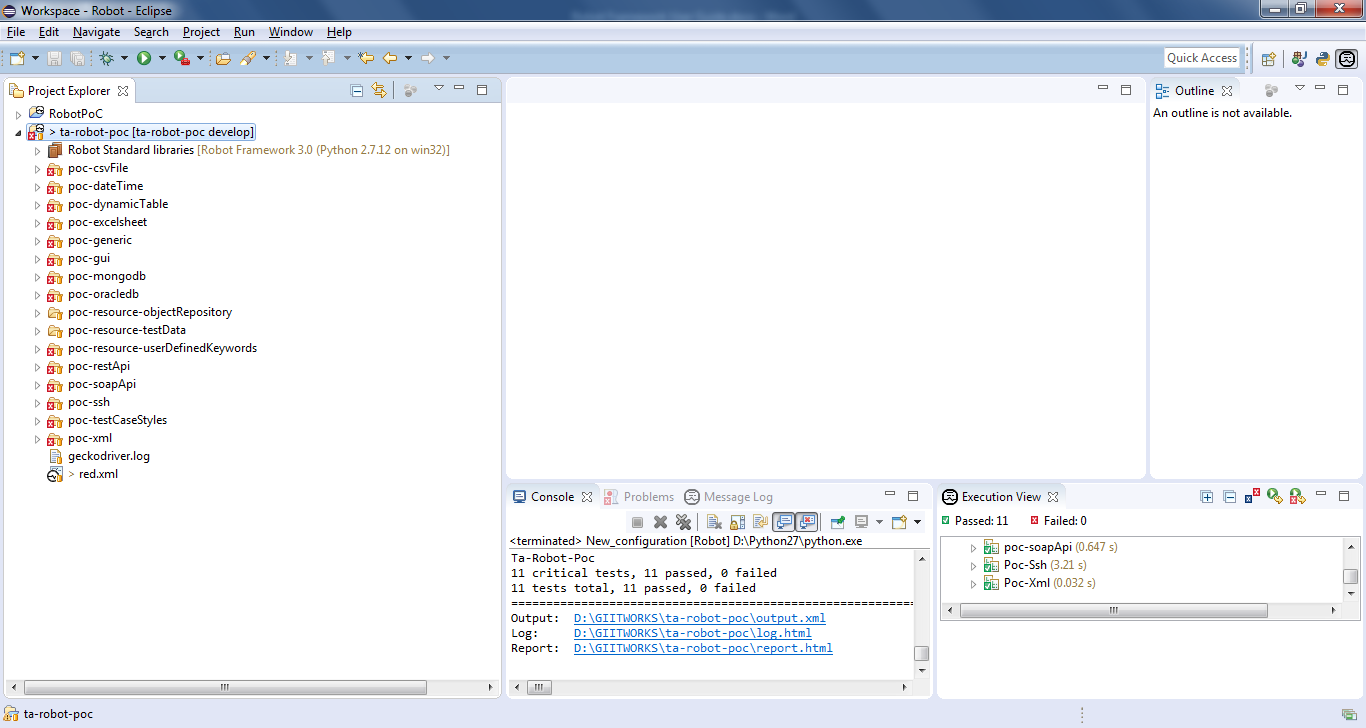 Workspace - Robot - Eclipse
File Edit Navigate Search Project Run Window Help
Quick Access
Project Explorer
RobotPoC
> ta-robot-poc [ta-robot-poc develop]
Robot Standard libraries [Robot Framework 3.0 (Python 2.7.12 on win32)]
poc-csvFile
poc-dateTime
poc-dynamicTable
poc-excelsheet
poc-generic
poc-gui
poc-mongodb
poc-oracledb
poc-resource-objectRepository
poc-resource-testData
poc-resource-userDefinedKeywords
poc-restApi
poc-soapApi
poc-ssh
poc-testCaseStyles
poc-xml
geckodriver.log
> red.xml
Outline
An outline is not available.
Console Problems Message Log
<terminated> New_configuration [Robot] D:\Python27\python.exe
Ta-Robot-Poc
11 critical tests, 11 passed, 0 failed
11 tests total, 11 passed, 0 failed
==========================================================
Output: D:\GIITWORKS\ta-robot-poc\output.xml
Log: D:\GIITWORKS\ta-robot-poc\log.html
Report: D:\GIITWORKS\ta-robot-poc\report.html
Execution View
Passed: 11 Failed: 0
poc-soapApi (0.647 s)
Poc-Ssh (3.21 s)
Poc-Xml (0.032 s)
ta-robot-poc